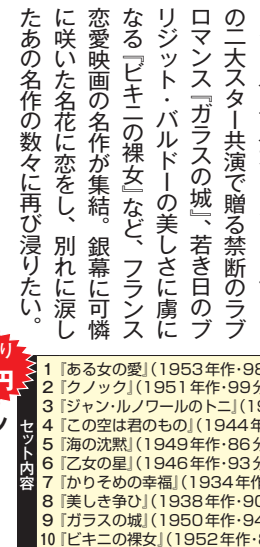 の二大スター共演で贈る禁断のラブ
ロマンス『ガラスの城』、若き日のブ
リジット・バルドーの美しさに虜に
なる『ビキニの裸女』など、フランス
恋愛映画の名作が集結。銀幕に可憐
に咲いた名花に恋をし、別れに涙し
たあの名作の数々に再び浸りたい。
り
円
セット内容
1『ある女の愛』(1953年作・98
2『クノック』(1951年作・99分
3『ジャン・ルノワールのトニ』(19
4『この空は君のもの』(1944年
5『海の沈黙』(1949年作・86分
6『乙女の星』(1946年作・93分
7『かりそめの幸福』(1934年作
8『美しき争ひ』(1938年作・90
9『ガラスの城』(1950年作・94
10『ビキニの裸女』(1952年作・8